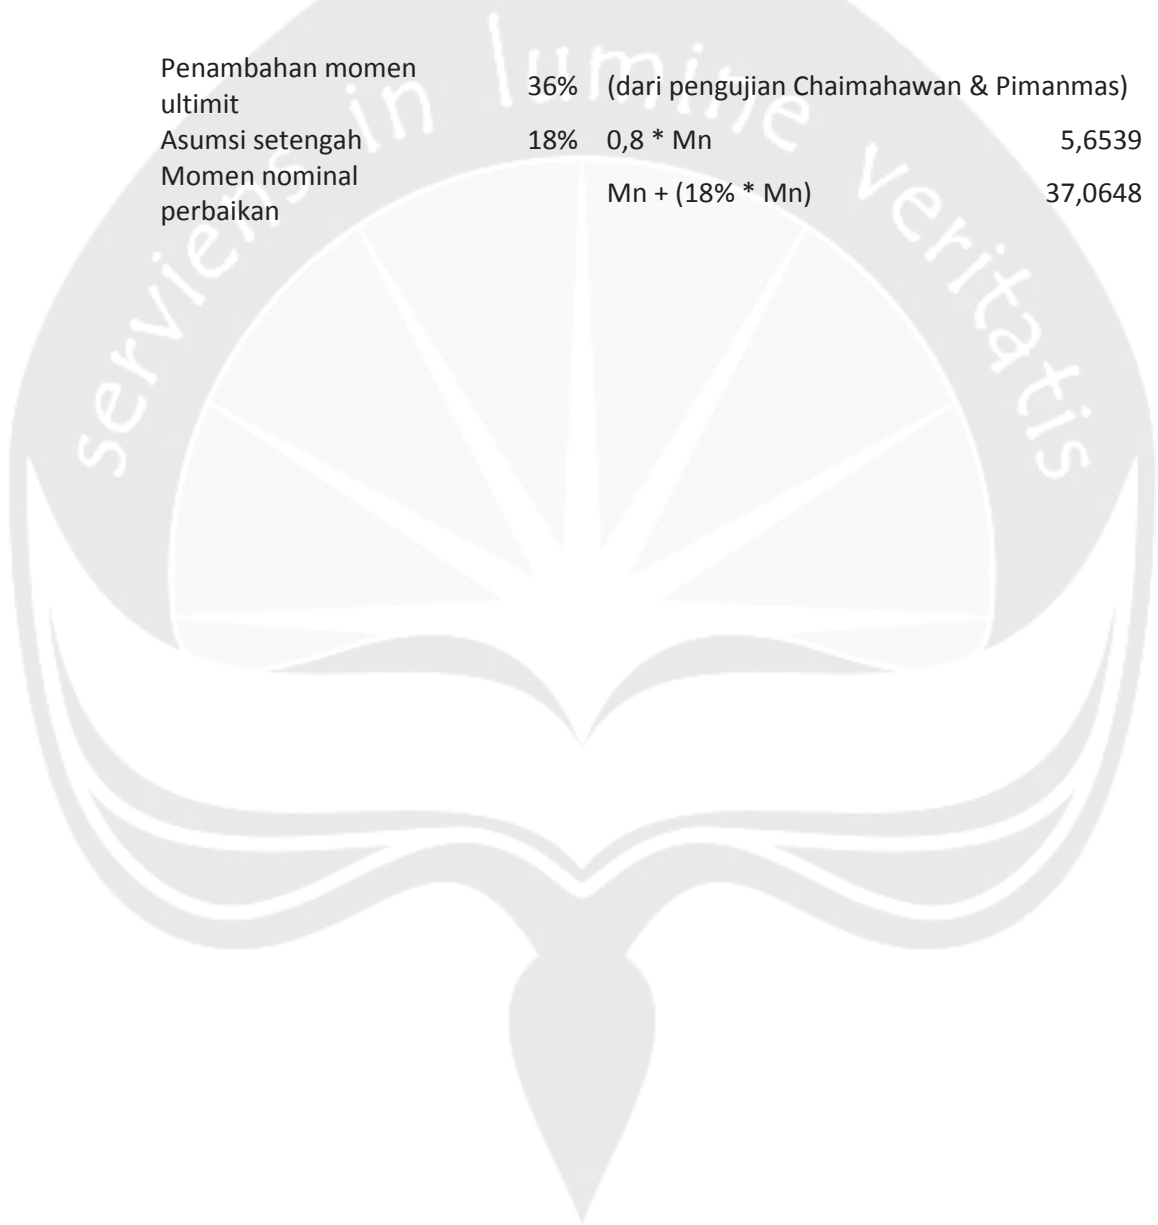 serviens in lumine veritatis
Penambahan momen
ultimit
36% (dari pengujian Chaimahawan & Pimanmas)
Asumsi setengah 18% 0,8 * Mn 5,6539
Momen nominal
perbaikan
Mn + (18% * Mn) 37,0648